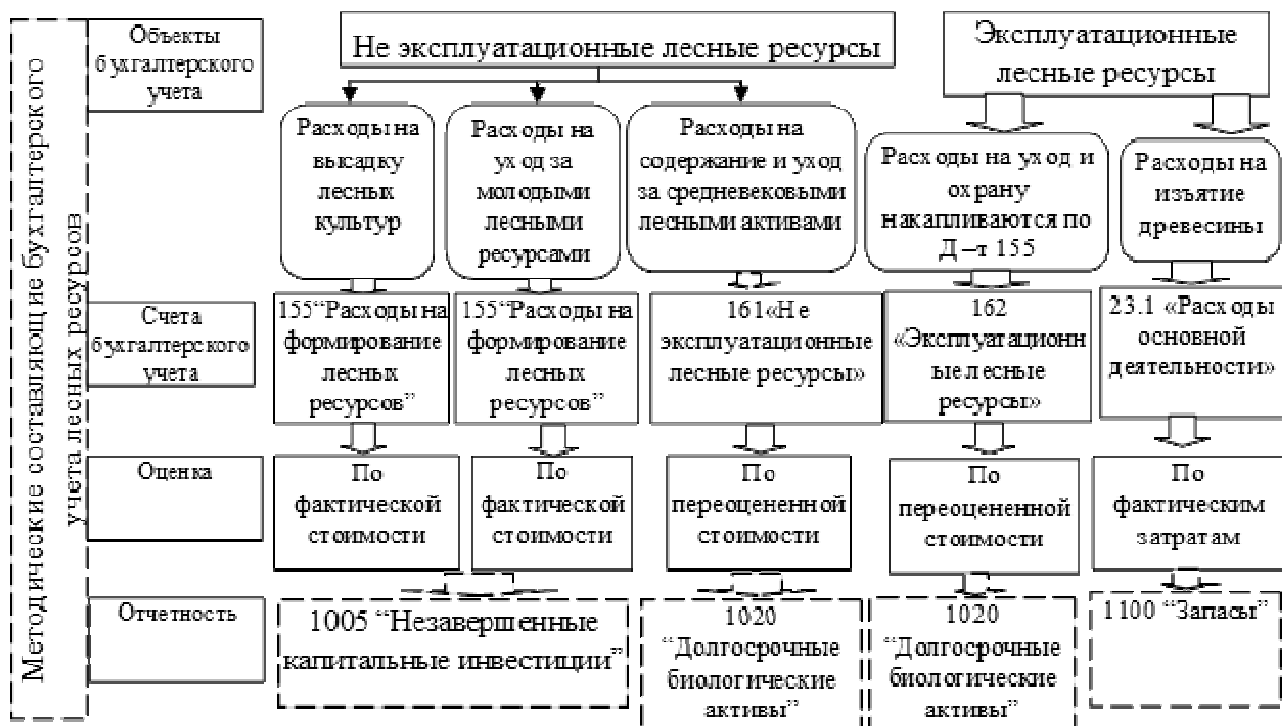 Методические составляющие бухгалтерского
учета лесных ресурсов
Объекты
бухгалтерского
учета
Не эксплуатационные лесные ресурсы
Эксплуатационные
лесные ресурсы
Расходы на
высадку
лесных
культур
Расходы на
уход за
молодыми
лесными
ресурсами
Расходы на
содержание и уход
за средневековыми
лесными активами
Расходы на уход и
охрану
накапливаются по
Д–т 155
Расходы на
изъятие
древесины
Счета
бухгалтерского
учета
155“Расходы на
формирование
лесных
ресурсов”
155“Расходы на
формирование
лесных
ресурсов”
161«Не
эксплуатационные
лесные ресурсы»
162
«Эксплуатационн
ые лесные
ресурсы»
23.1 «Расходы
основной
деятельности»
Оценка
По
фактической
стоимости
По
фактической
стоимости
По
переоцененной
стоимости
По
переоцененной
стоимости
По
фактическим
затратам
Отчетность
1005 “Незавершенные
капитальные инвестиции”
1020
“Долгосрочные
биологические
активы”
1020
“Долгосрочные
биологические
активы”
1100 “Запасы”